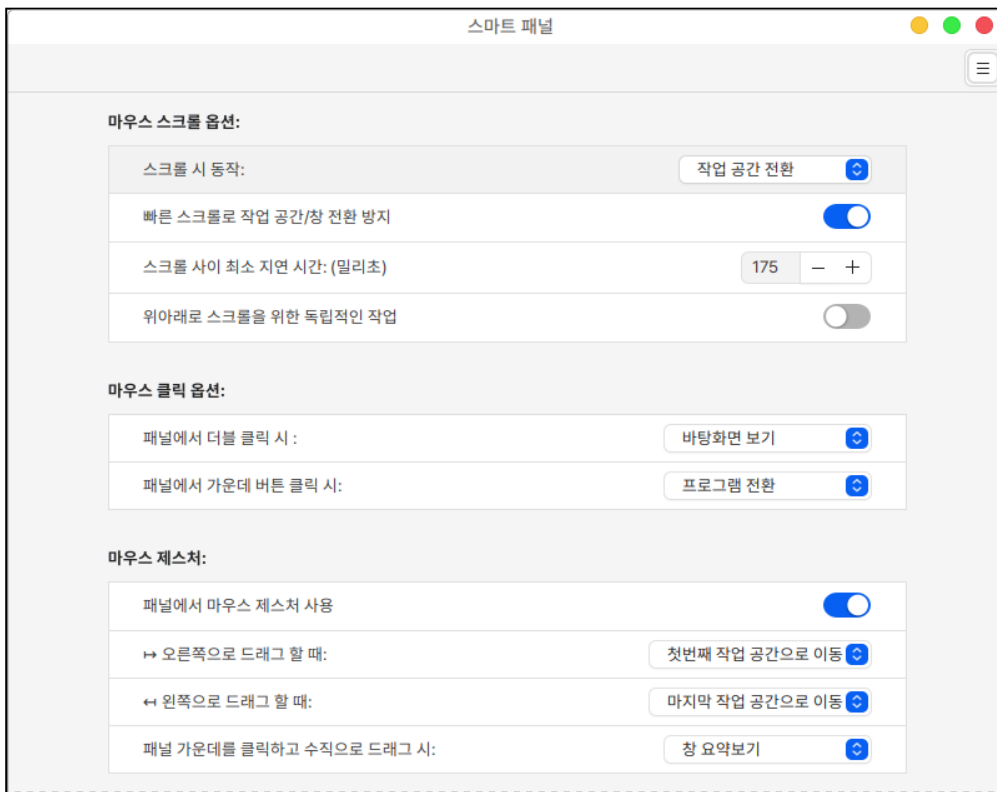 스마트 패널
마우스 스크롤 옵션:
스크롤 시 동작:
작업 공간 전환
빠른 스크롤로 작업 공간/창 전환 방지
스크롤 사이 최소 지연 시간: (밀리초)
175 − +
위아래로 스크롤을 위한 독립적인 작업
마우스 클릭 옵션:
패널에서 더블 클릭 시 :
바탕화면 보기
패널에서 가운데 버튼 클릭 시:
프로그램 전환
마우스 제스처:
패널에서 마우스 제스처 사용
↦ 오른쪽으로 드래그 할 때:
첫번째 작업 공간으로 이동
↤ 왼쪽으로 드래그 할 때:
마지막 작업 공간으로 이동
패널 가운데를 클릭하고 수직으로 드래그 시:
창 요약보기